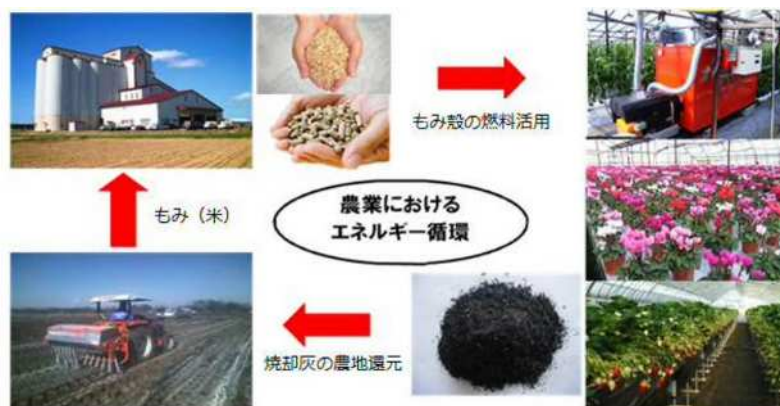 もみ殻の燃料活用
もみ（米）
農業における
エネルギー循環
焼却灰の農地還元